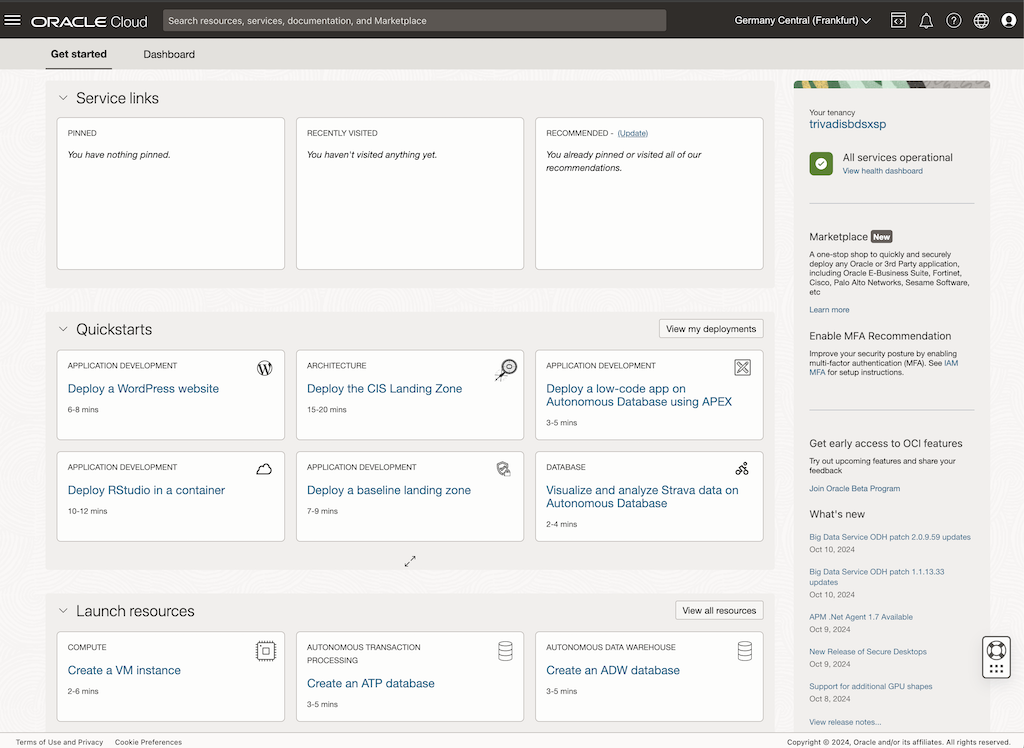 ORACLE Cloud
Search resources, services, documentation, and Marketplace
Germany Central (Frankfurt)
Get started
Dashboard
Service links
PINNED
You have nothing pinned.
RECENTLY VISITED
You haven't visited anything yet.
RECOMMENDED - (Update)
You already pinned or visited all of our
recommendations.
Quickstarts
View my deployments
APPLICATION DEVELOPMENT
Deploy a WordPress website
6-8 mins
ARCHITECTURE
Deploy the CIS Landing Zone
15-20 mins
APPLICATION DEVELOPMENT
Deploy a low-code app on
Autonomous Database using APEX
3-5 mins
APPLICATION DEVELOPMENT
Deploy RStudio in a container
10-12 mins
APPLICATION DEVELOPMENT
Deploy a baseline landing zone
7-9 mins
DATABASE
Visualize and analyze Strava data on
Autonomous Database
2-4 mins
Launch resources
View all resources
COMPUTE
Create a VM instance
2-6 mins
AUTONOMOUS TRANSACTION
PROCESSING
Create an ATP database
3-5 mins
AUTONOMOUS DATA WAREHOUSE
Create an ADW database
3-5 mins
Your tenancy
trivadisbdsxsp
All services operational
View health dashboard
Marketplace New
A one-stop shop to quickly and securely
deploy any Oracle or 3rd Party application,
including Oracle E-Business Suite, Fortinet,
Cisco, Palo Alto Networks, Sesame Software,
etc
Learn more
Enable MFA Recommendation
Improve your security posture by enabling
multi-factor authentication (MFA). See IAM
MFA for setup instructions.
Get early access to OCI features
Try out upcoming features and share your
feedback
Join Oracle Beta Program
What's new
Big Data Service ODH patch 2.0.9.59 updates
Oct 10, 2024
Big Data Service ODH patch 1.1.13.33
updates
Oct 10, 2024
APM .Net Agent 1.7 Available
Oct 9, 2024
New Release of Secure Desktops
Oct 9, 2024
Support for additional GPU shapes
Oct 8, 2024
View release notes...
Terms of Use and Privacy
Cookie Preferences
Copyright © 2024, Oracle and/or its affiliates. All rights reserved.